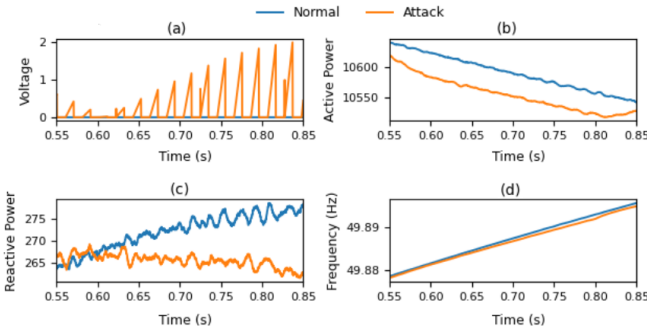 Normal Attack
(a) (b)
Voltage
2
1
0
0.55 0.60 0.65 0.70 0.75 0.80 0.85
Time (s)
Active Power
10600
10550
0.55 0.60 0.65 0.70 0.75 0.80 0.85
Time (s)
(c) (d)
Reactive Power
275
270
265
0.55 0.60 0.65 0.70 0.75 0.80 0.85
Time (s)
Frequency (Hz)
49.89
49.88
0.55 0.60 0.65 0.70 0.75 0.80 0.85
Time (s)